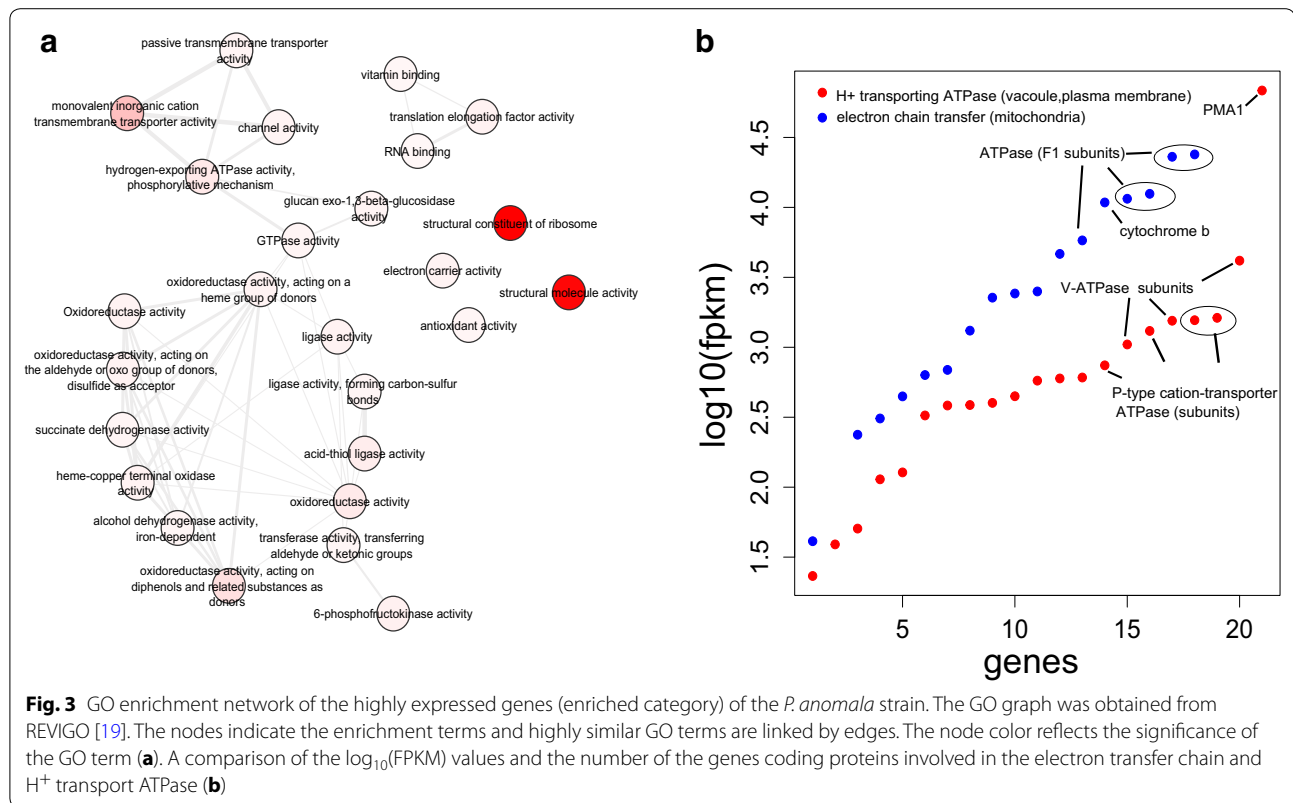 a
passive transmembrane transporter
activity
monovalent inorganic cation
transmembrane transporter activity
channel activity
hydrogen-exporting ATPase activity,
phosphorylative mechanism
vitamin binding
translation elongation factor activity
RNA binding
glucan exo-1,3-beta-glucosidase
activity
structural constituent of ribosome
GTPase activity
electron carrier activity
oxidoreductase activity, acting on a
heme group of donors
structural molecule activity
Oxidoreductase activity
antioxidant activity
ligase activity
oxidoreductase activity, acting on
the aldehyde or oxo group of donors,
disulfide as acceptor
ligase activity, forming carbon-sulfur
bonds
succinate dehydrogenase activity
acid-thiol ligase activity
heme-copper terminal oxidase
activity
oxidoreductase activity
alcohol dehydrogenase activity,
iron-dependent
transferase activity, transferring
aldehyde or ketonic groups
oxidoreductase activity, acting on
diphenols and related substances as
donors
6-phosphofructokinase activity
b
H+ transporting ATPase (vacoule,plasma membrane)
electron chain transfer (mitochondria)
PMA1
ATPase (F1 subunits)
cytochrome b
V-ATPase subunits
P-type cation-transporter
ATPase (subunits)
log10(fpkm)
4.5
4.0
3.5
3.0
2.5
2.0
1.5
5
10
15
20
genes
Fig. 3 GO enrichment network of the highly expressed genes (enriched category) of the P. anomala strain. The GO graph was obtained from
REVIGO [19]. The nodes indicate the enrichment terms and highly similar GO terms are linked by edges. The node color reflects the significance of
the GO term (a). A comparison of the log10(FPKM) values and the number of the genes coding proteins involved in the electron transfer chain and
H+ transport ATPase (b)